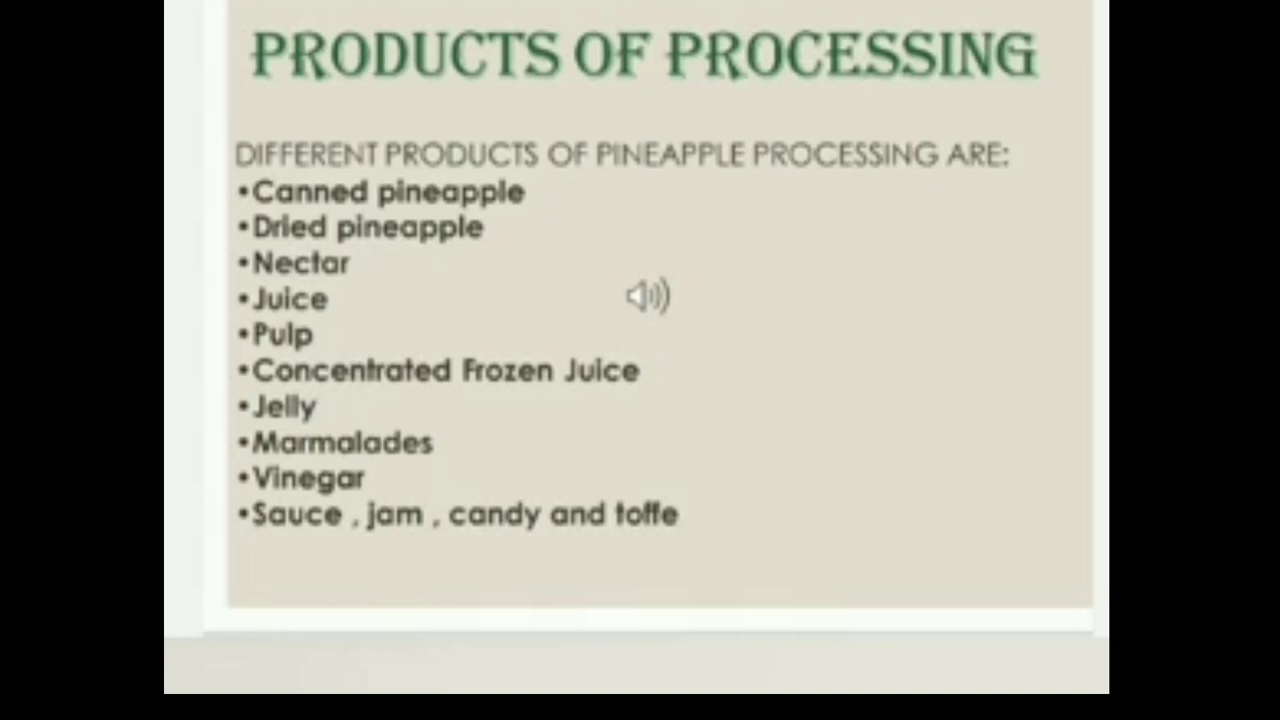 PRODUCTS OF PROCESSING
DIFFERENT PRODUCTS OF PINEAPPLE PROCESSING ARE:
•Canned pineapple
•Dried pineapple
•Nectar
•Juice
•Pulp
•Concentrated Frozen Juice
•Jelly
•Marmalades
•Vinegar
•Sauce , jam , candy and toffe